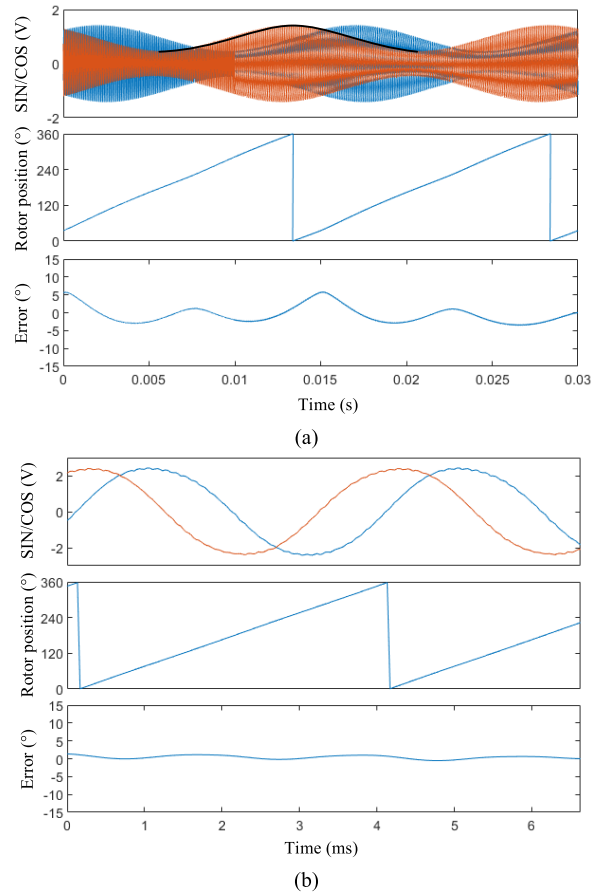 SIN/COS (V)
2
0
-2
Rotor position (°)
360
240
120
0
Error (°)
15
10
5
0
-5
-10
-15
0 0.005 0.01 0.015 0.02 0.025 0.03
Time (s)
(a)
SIN/COS (V)
2
0
-2
Rotor position (°)
360
240
120
0
Error (°)
15
10
5
0
-5
-10
-15
0 1 2 3 4 5 6
Time (ms)
(b)